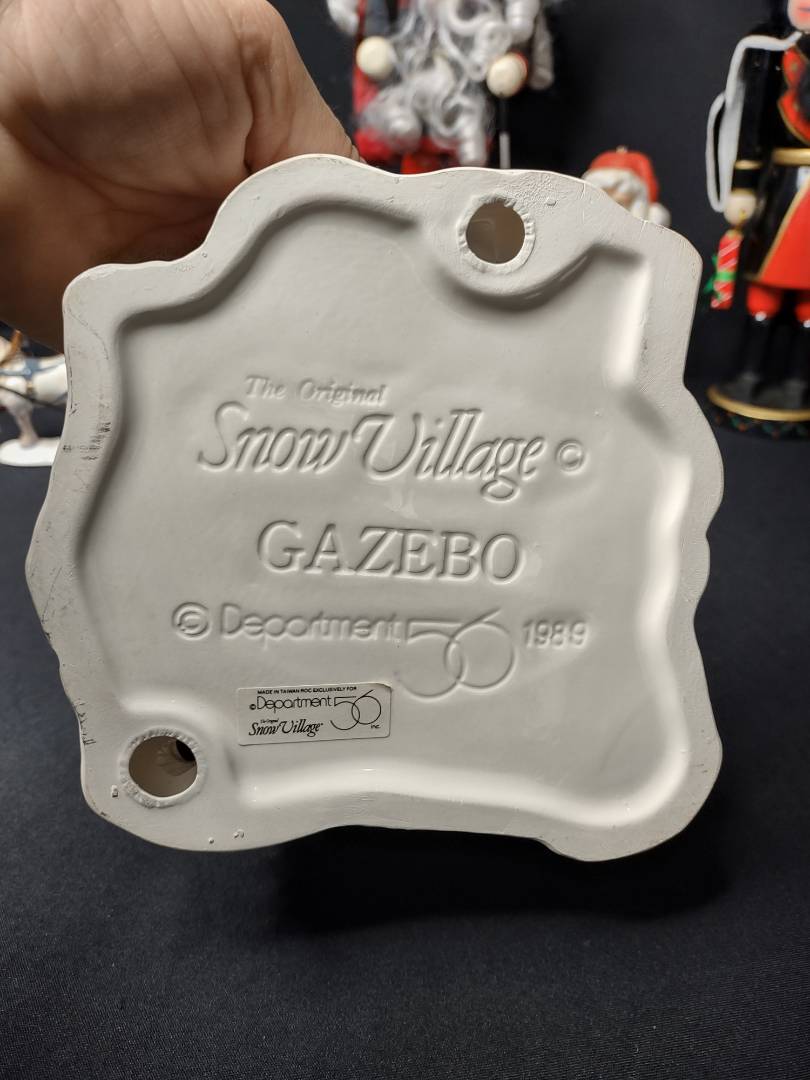 The Original
Snow Village ©
GAZEBO
© Department 56 1989
MADE IN TAIWAN ROC EXCLUSIVELY FOR
© Department 56 INC.
The Original
Snow Village